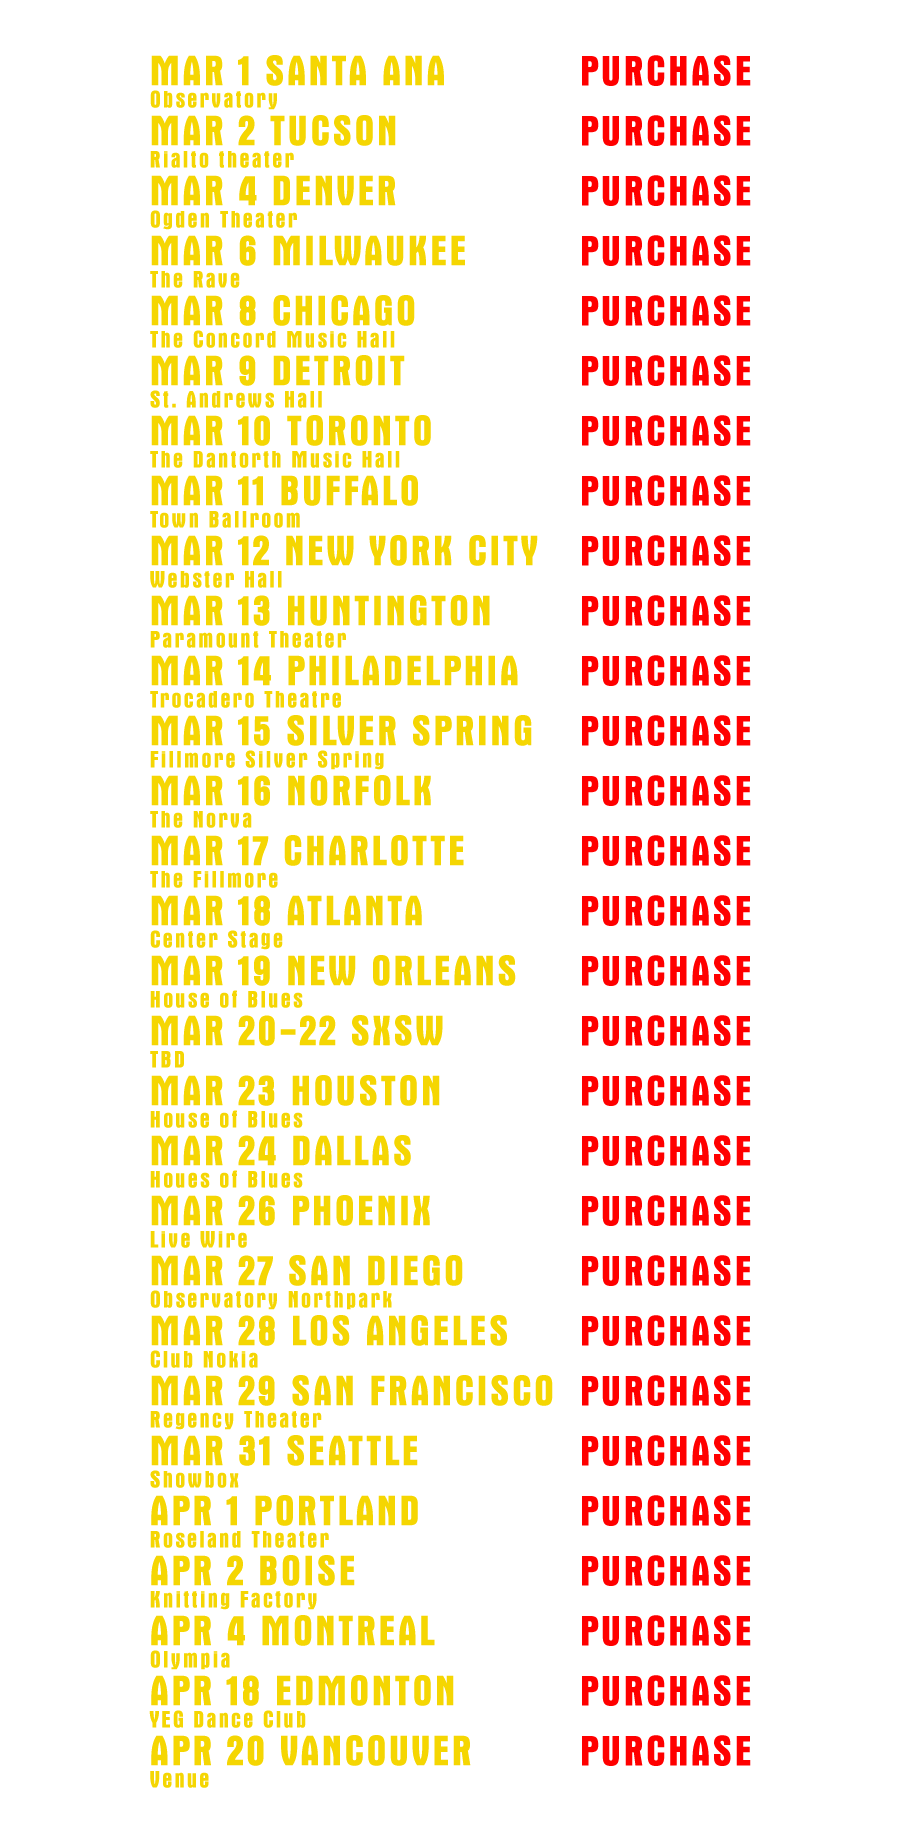 MAR 1 SANTA ANA PURCHASE
Observatory
MAR 2 TUCSON PURCHASE
Rialto theater
MAR 4 DENVER PURCHASE
Ogden Theater
MAR 6 MILWAUKEE PURCHASE
The Rave
MAR 8 CHICAGO PURCHASE
The Concord Music Hall
MAR 9 DETROIT PURCHASE
St. Andrews Hall
MAR 10 TORONTO PURCHASE
The Dantorth Music Hall
MAR 11 BUFFALO PURCHASE
Town Ballroom
MAR 12 NEW YORK CITY PURCHASE
Webster Hall
MAR 13 HUNTINGTON PURCHASE
Paramount Theater
MAR 14 PHILADELPHIA PURCHASE
Trocadero Theatre
MAR 15 SILVER SPRING PURCHASE
Fillmore Silver Spring
MAR 16 NORFOLK PURCHASE
The Norva
MAR 17 CHARLOTTE PURCHASE
The Fillmore
MAR 18 ATLANTA PURCHASE
Center Stage
MAR 19 NEW ORLEANS PURCHASE
House of Blues
MAR 20-22 SXSW PURCHASE
TBD
MAR 23 HOUSTON PURCHASE
House of Blues
MAR 24 DALLAS PURCHASE
Houes of Blues
MAR 26 PHOENIX PURCHASE
Live Wire
MAR 27 SAN DIEGO PURCHASE
Observatory Northpark
MAR 28 LOS ANGELES PURCHASE
Club Nokia
MAR 29 SAN FRANCISCO PURCHASE
Regency Theater
MAR 31 SEATTLE PURCHASE
Showbox
APR 1 PORTLAND PURCHASE
Roseland Theater
APR 2 BOISE PURCHASE
Knitting Factory
APR 4 MONTREAL PURCHASE
Olympia
APR 18 EDMONTON PURCHASE
YEG Dance Club
APR 20 VANCOUVER PURCHASE
Venue